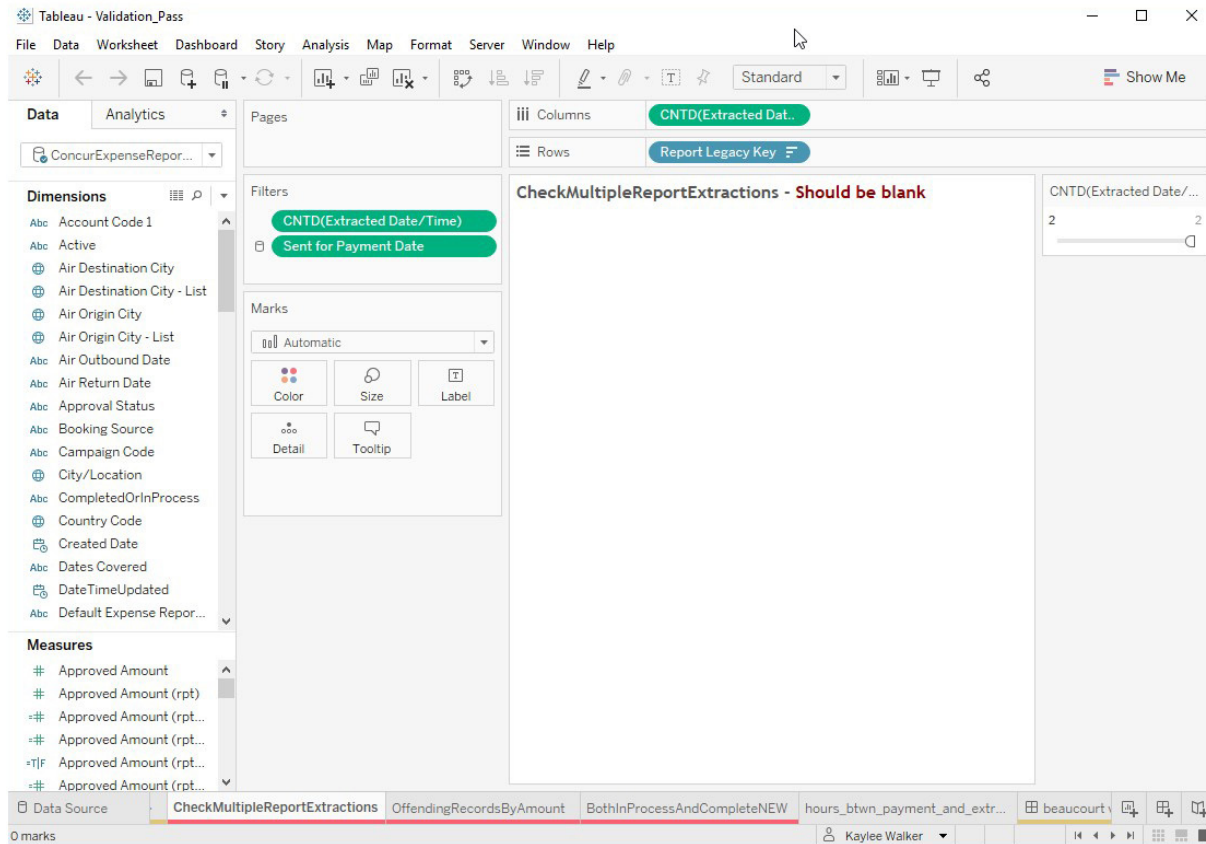 Tableau - Validation_Pass
File Data Worksheet Dashboard Story Analysis Map Format Server Window Help
Standard
Show Me
Data
Analytics
Pages
Columns
CNTD(Extracted Dat..
ConcurExpenseRepor...
Rows
Report Legacy Key
Dimensions
Filters
CheckMultipleReportExtractions - Should be blank
CNTD(Extracted Date/...
Abc Account Code 1
CNTD(Extracted Date/Time)
2
2
Abc Active
Sent for Payment Date
Air Destination City
Air Destination City - List
Air Origin City
Marks
Air Origin City - List
Automatic
Abc Air Outbound Date
Abc Air Return Date
Color
Size
T
Label
Abc Approval Status
Abc Booking Source
Abc Campaign Code
Detail
Tooltip
City/Location
Abc CompletedOrInProcess
Country Code
Created Date
Abc Dates Covered
DateTimeUpdated
Abc Default Expense Repor...
Measures
# Approved Amount
# Approved Amount (rpt)
=# Approved Amount (rpt...
=# Approved Amount (rpt...
=T|F Approved Amount (rpt...
=# Approved Amount (rpt...
Data Source
CheckMultipleReportExtractions
OffendingRecordsByAmount
BothInProcessAndCompleteNEW
hours_btwn_payment_and_extr...
beaucourt
0 marks
Kaylee Walker